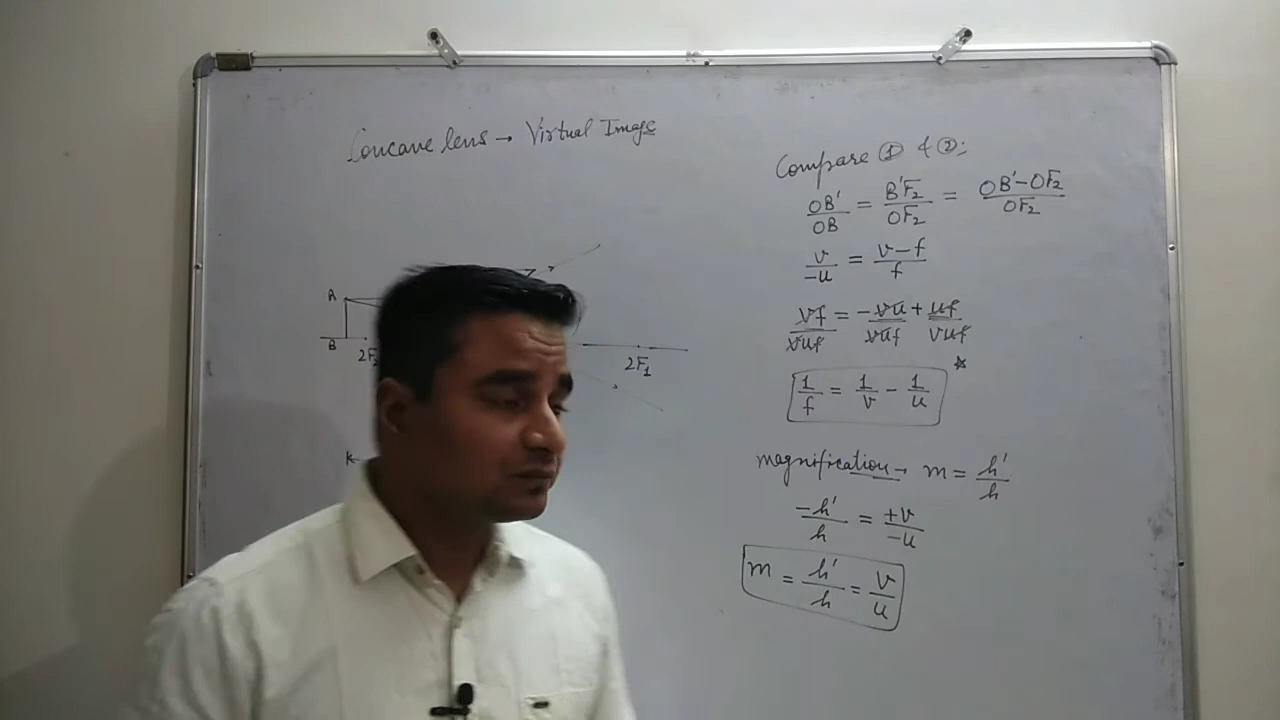 Concave lens → Virtual Image
A
B
2F₁
Compare ① & ②:
OB'/OB = B'F₂/OF₂ = OB'-OF₂/OF₂
v/-u = v-f/f
vf/vuf = -vu/vuf + uf/vuf
1/f = 1/v - 1/u
magnification → m = h'/h
-h'/h = +v/-u
m = h'/h = v/u